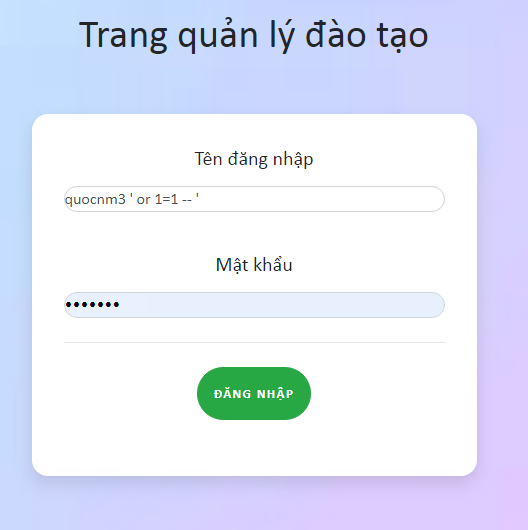 Trang quản lý đào tạo
Tên đăng nhập
quocnm3 ' or 1=1 -- '
Mật khẩu
•••••••
ĐĂNG NHẬP